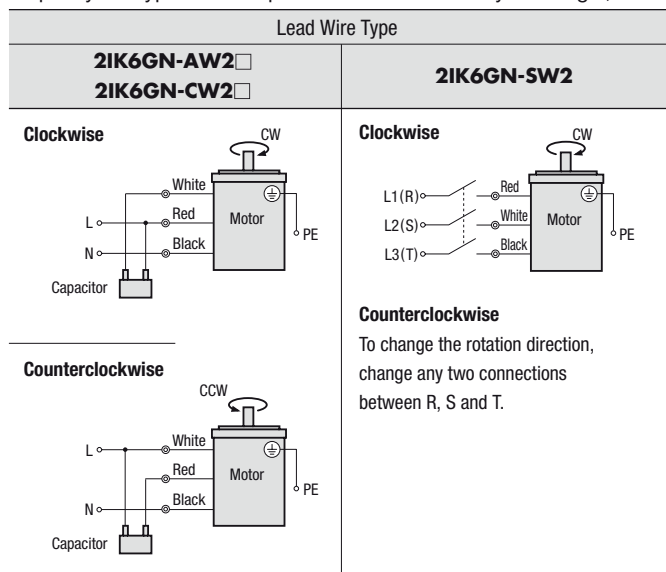 Lead Wire Type
2IK6GN-AW2□
2IK6GN-CW2□
2IK6GN-SW2
Clockwise
CW
White
L
Red
Motor
N
Black
PE
Capacitor
Counterclockwise
CCW
L
White
Red
Motor
N
Black
PE
Capacitor
Clockwise
CW
L1(R)
Red
L2(S)
White
Motor
L3(T)
Black
PE
Counterclockwise
To change the rotation direction,
change any two connections
between R, S and T.